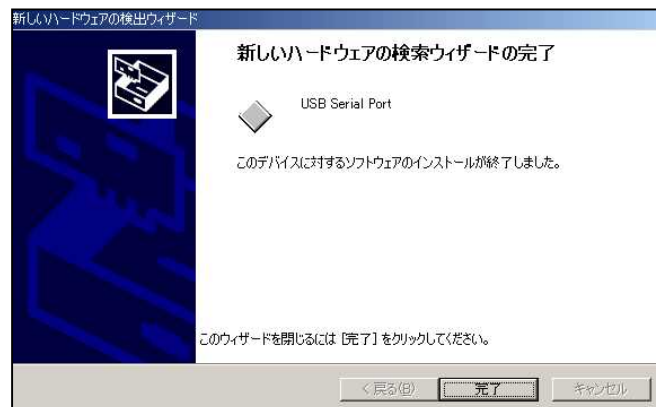 新しいハードウェアの検出ウィザード
新しいハードウェアの検索ウィザードの完了
USB Serial Port
このデバイスに対するソフトウェアのインストールが終了しました。
このウィザードを閉じるには [完了] をクリックしてください。
< 戻る(B)
完了
キャンセル